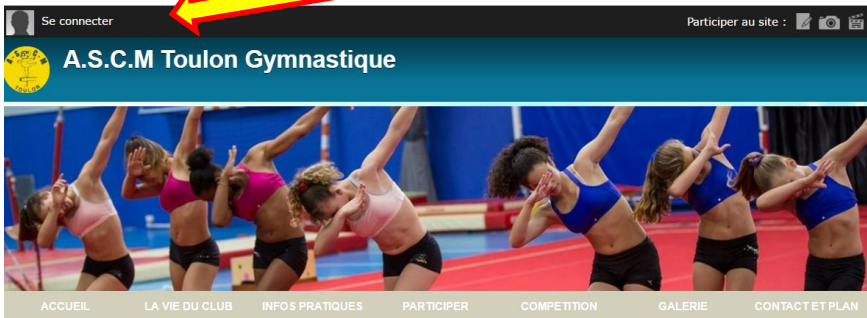 Se connecter
Participer au site :
A.S.C.M
TOULON
A.S.C.M Toulon Gymnastique
ACCUEIL
LA VIE DU CLUB
INFOS PRATIQUES
PARTICIPER
COMPETITION
GALERIE
CONTACT ET PLAN